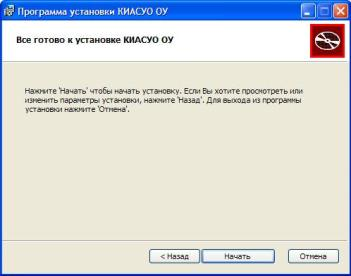 Программа установки КИАСУО ОУ
Все готово к установке КИАСУО ОУ
Нажмите 'Начать' чтобы начать установку. Если Вы хотите просмотреть или
изменить параметры установки, нажмите 'Назад'. Для выхода из программы
установки нажмите 'Отмена'.
< Назад
Начать
Отмена